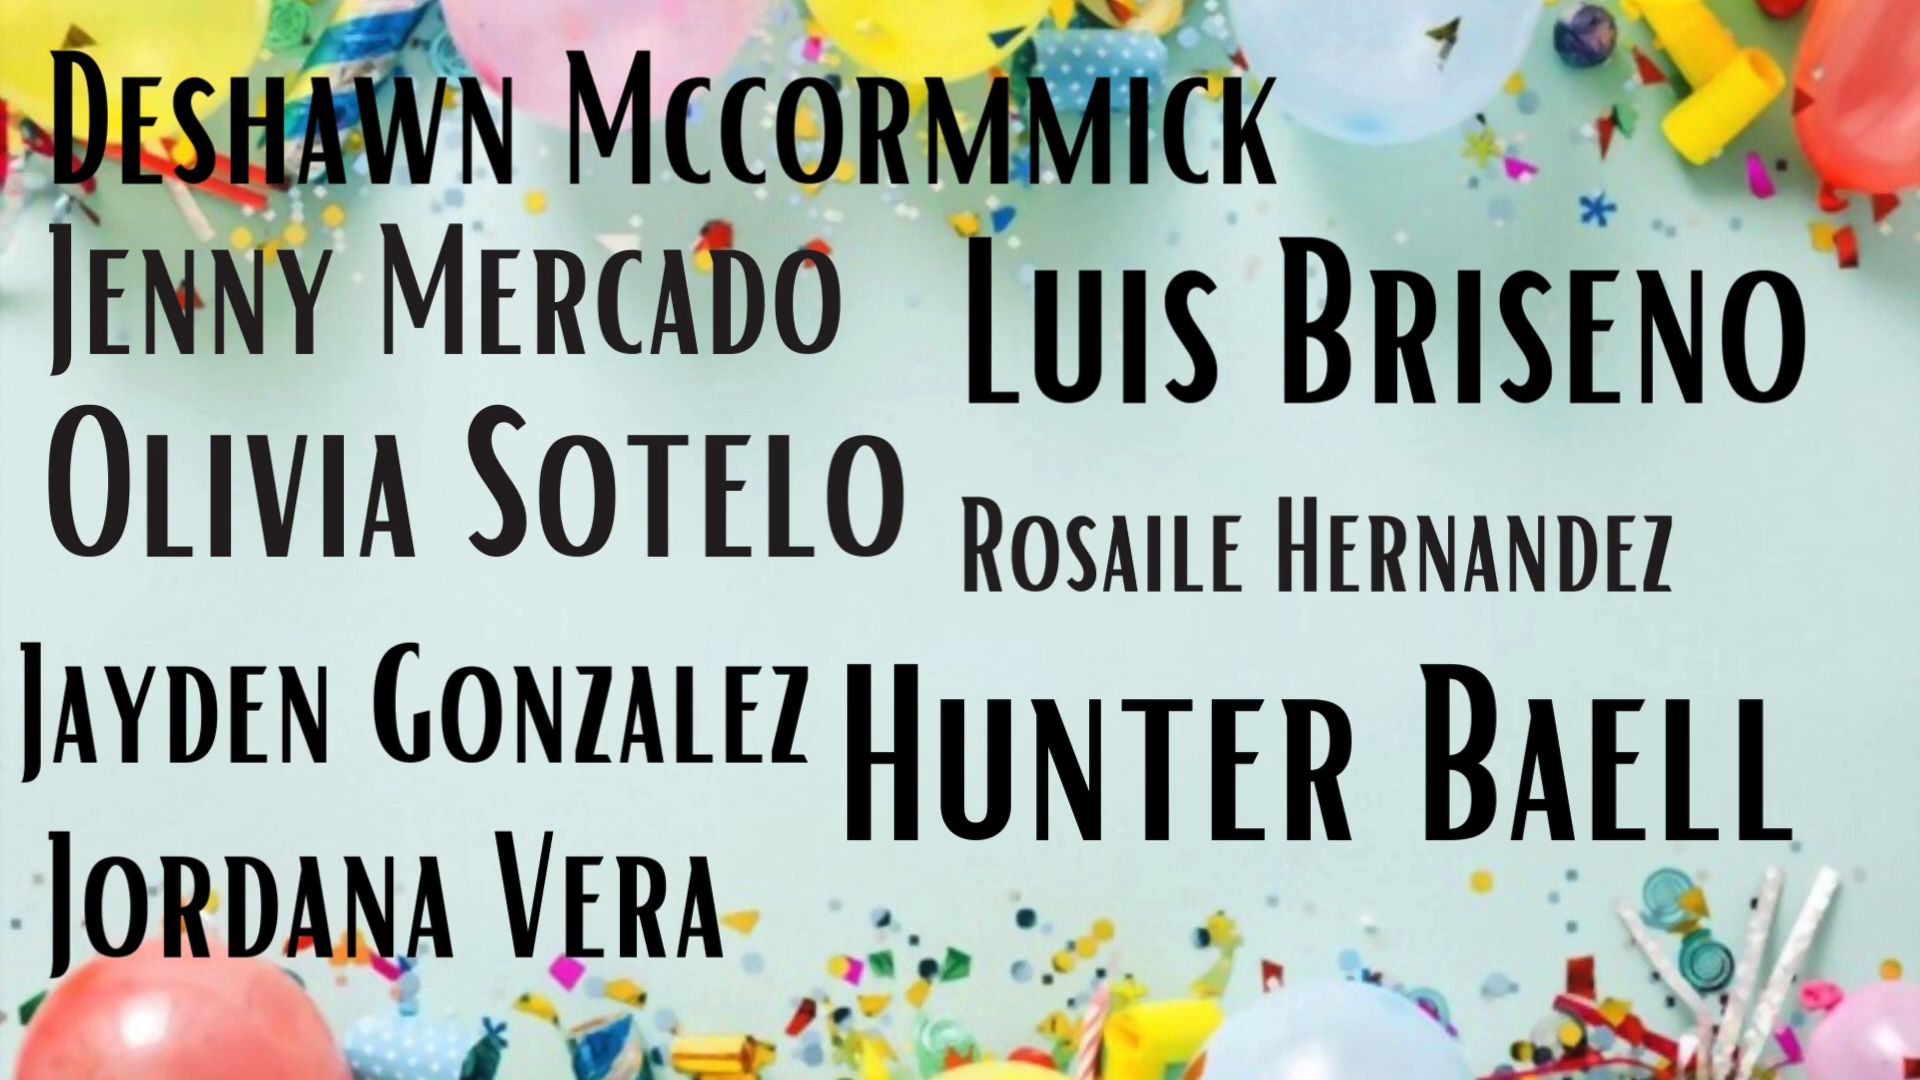 Deshawn Mccormmick
Jenny Mercado
Luis Briseno
Olivia Sotelo
Rosaile Hernandez
Jayden Gonzalez
Hunter Baell
Jordana Vera